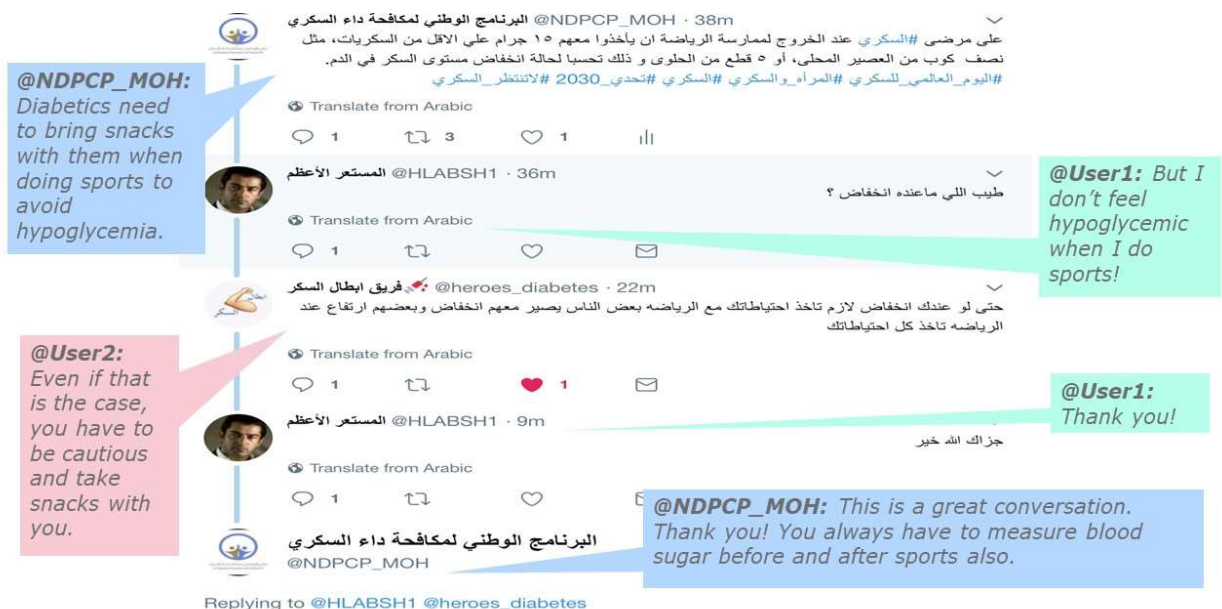 البرنامج الوطني لمكافحة داء السكري @NDPCP_MOH · 38m
على مرضى #السكري عند الخروج لممارسة الرياضة ان يأخذوا معهم ١٥ جرام علي الاقل من السكريات، مثل
نصف كوب من العصير المحلى، أو ٥ قطع من الحلوى و ذلك تحسبا لحالة انخفاض مستوى السكر في الدم.
#اليوم_العالمي_للسكري #المرأه_والسكري #السكري #تحدي_2030 #لاتنتظر_السكري
Translate from Arabic
1 3 1
@NDPCP_MOH:
Diabetics need
to bring snacks
with them when
doing sports to
avoid
hypoglycemia.
المستعر الأعظم @HLABSH1 · 36m
طيب اللي ماعنده انخفاض ؟
Translate from Arabic
1
@User1: But I
don't feel
hypoglycemic
when I do
sports!
فريق ابطال السكر @heroes_diabetes · 22m
حتى لو عندك انخفاض لازم تاخذ احتياطاتك مع الرياضه بعض الناس يصير معهم انخفاض وبعضهم ارتفاع عند
الرياضه تاخذ كل احتياطاتك
Translate from Arabic
1 1
@User2:
Even if that
is the case,
you have to
be cautious
and take
snacks with
you.
المستعر الأعظم @HLABSH1 · 9m
جزاك الله خير
Translate from Arabic
1
@User1:
Thank you!
البرنامج الوطني لمكافحة داء السكري
@NDPCP_MOH
@NDPCP_MOH: This is a great conversation.
Thank you! You always have to measure blood
sugar before and after sports also.
Replying to @HLABSH1 @heroes_diabetes